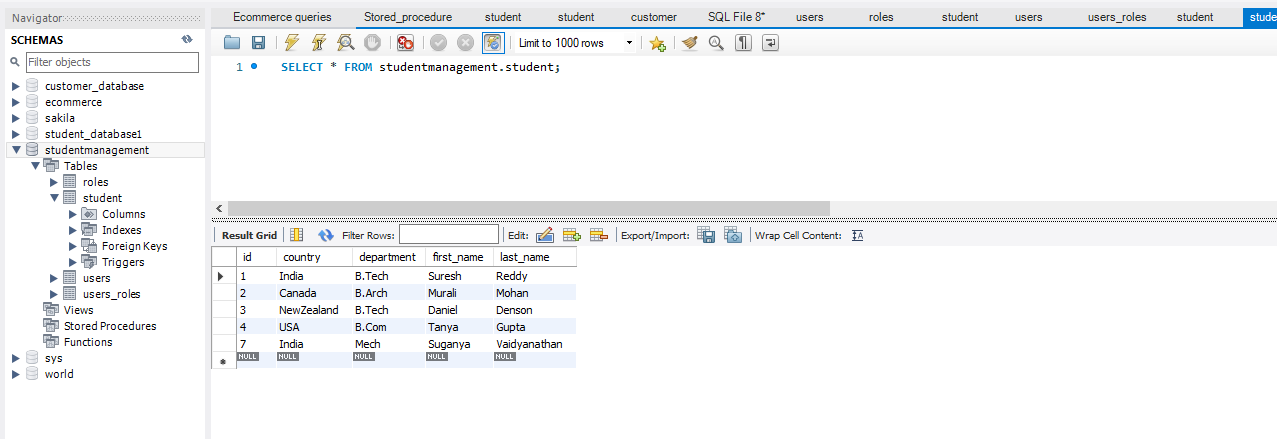 Navigator
Ecommerce queries Stored_procedure student student customer SQL File 8* users roles student users users_roles student stude
SCHEMAS
Limit to 1000 rows
Filter objects
1 SELECT * FROM studentmanagement.student;
customer_database
ecommerce
sakila
student_database1
studentmanagement
Tables
roles
student
Columns
Indexes
Foreign Keys
Triggers
users
users_roles
Views
Stored Procedures
Functions
sys
world
Result Grid Filter Rows: Edit: Export/Import: Wrap Cell Content: IA
id country department first_name last_name
1 India B.Tech Suresh Reddy
2 Canada B.Arch Murali Mohan
3 NewZealand B.Tech Daniel Denson
4 USA B.Com Tanya Gupta
7 India Mech Suganya Vaidyanathan
NULL NULL NULL NULL NULL